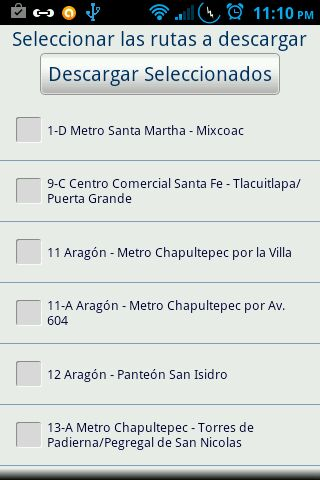 11:10 PM
Seleccionar las rutas a descargar
Descargar Seleccionados
1-D Metro Santa Martha - Mixcoac
9-C Centro Comercial Santa Fe - Tlacuitlapa/
Puerta Grande
11 Aragón - Metro Chapultepec por la Villa
11-A Aragón - Metro Chapultepec por Av.
604
12 Aragón - Panteón San Isidro
13-A Metro Chapultepec - Torres de
Padierna/Pegregal de San Nicolas